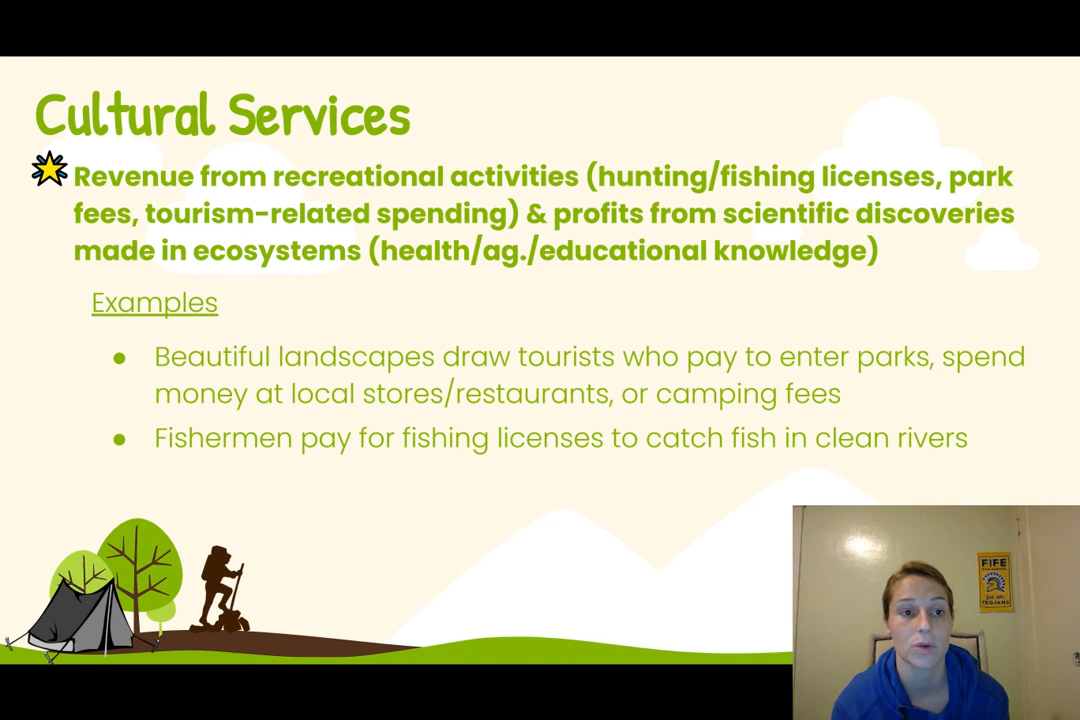 Cultural Services
Revenue from recreational activities (hunting/fishing licenses, park
fees, tourism-related spending) & profits from scientific discoveries
made in ecosystems (health/ag./educational knowledge)
Examples
● Beautiful landscapes draw tourists who pay to enter parks, spend
money at local stores/restaurants, or camping fees
● Fishermen pay for fishing licenses to catch fish in clean rivers
FIFE
TROJANS